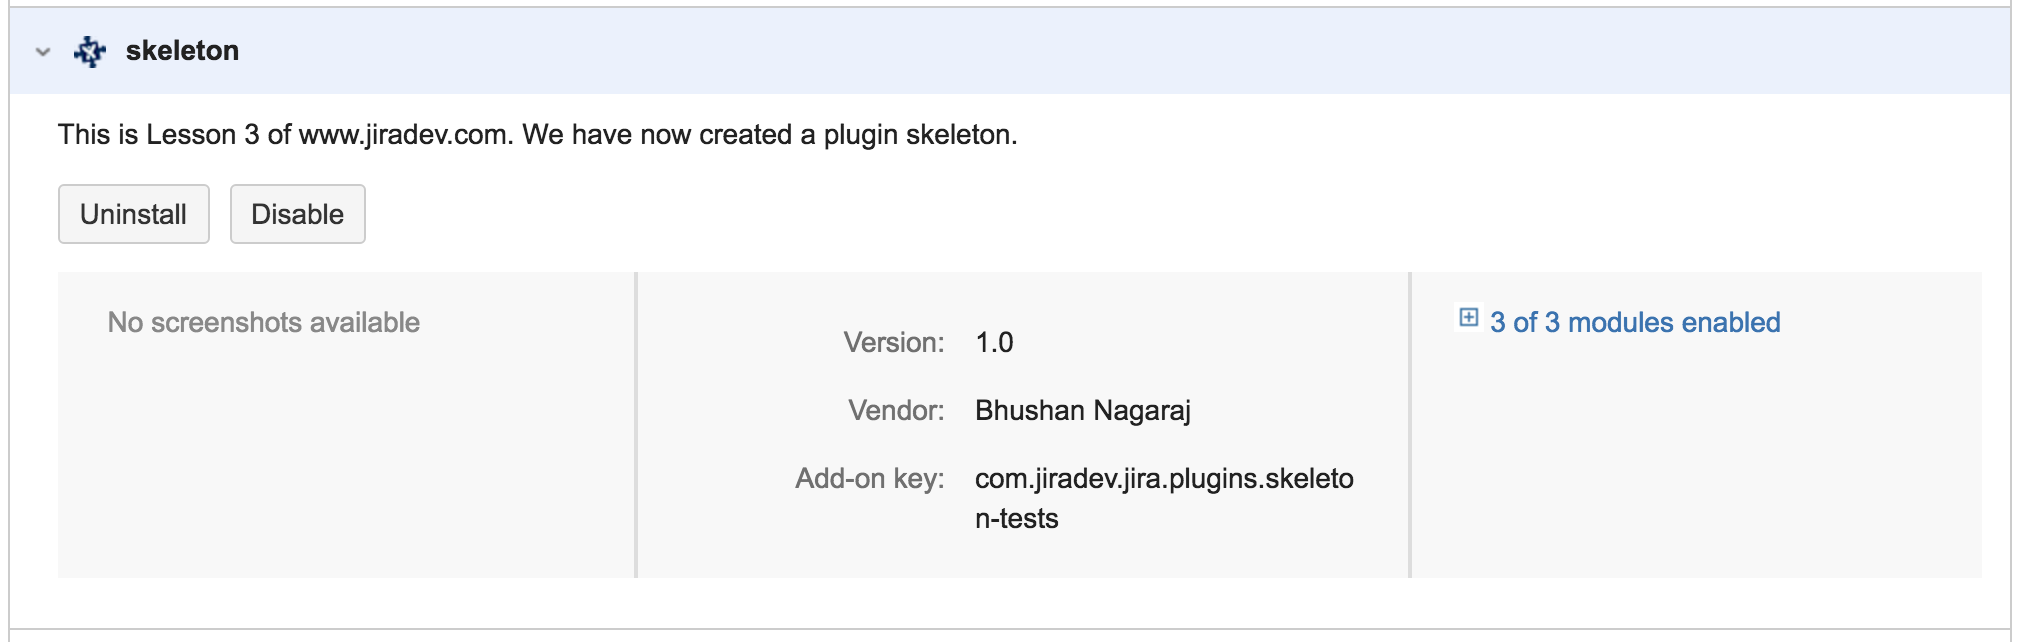 skeleton
This is Lesson 3 of www.jiradev.com. We have now created a plugin skeleton.
Uninstall Disable
No screenshots available
Version: 1.0
Vendor: Bhushan Nagaraj
Add-on key: com.jiradev.jira.plugins.skeleto
n-tests
3 of 3 modules enabled